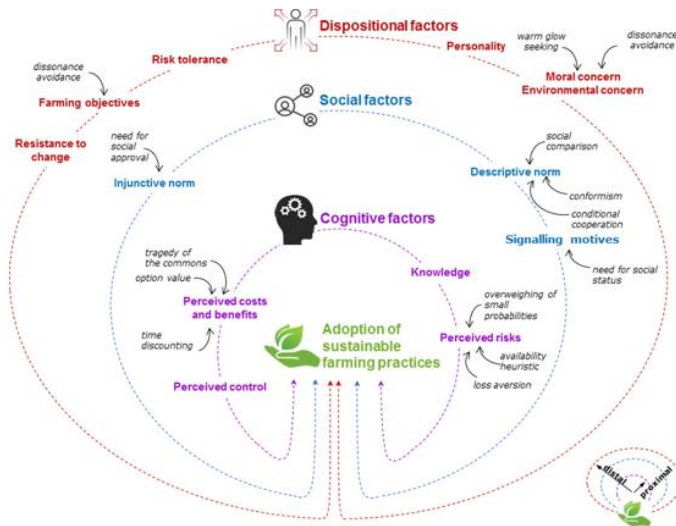 Dispositional factors
Risk tolerance
Personality
warm glow
seeking
dissonance
avoidance
dissonance
avoidance
Farming objectives
Moral concern
Environmental concern
Resistance to
change
Social factors
need for
social
approval
Injunctive norm
social
comparison
Descriptive norm
conformism
conditional
cooperation
Signalling motives
need for social
status
Cognitive factors
Knowledge
tragedy of
the commons
option value
Perceived costs
and benefits
time
discounting
Perceived control
overweighing of
small
probabilities
Perceived risks
availability
heuristic
loss aversion
Adoption of
sustainable
farming practices
distal
proximal